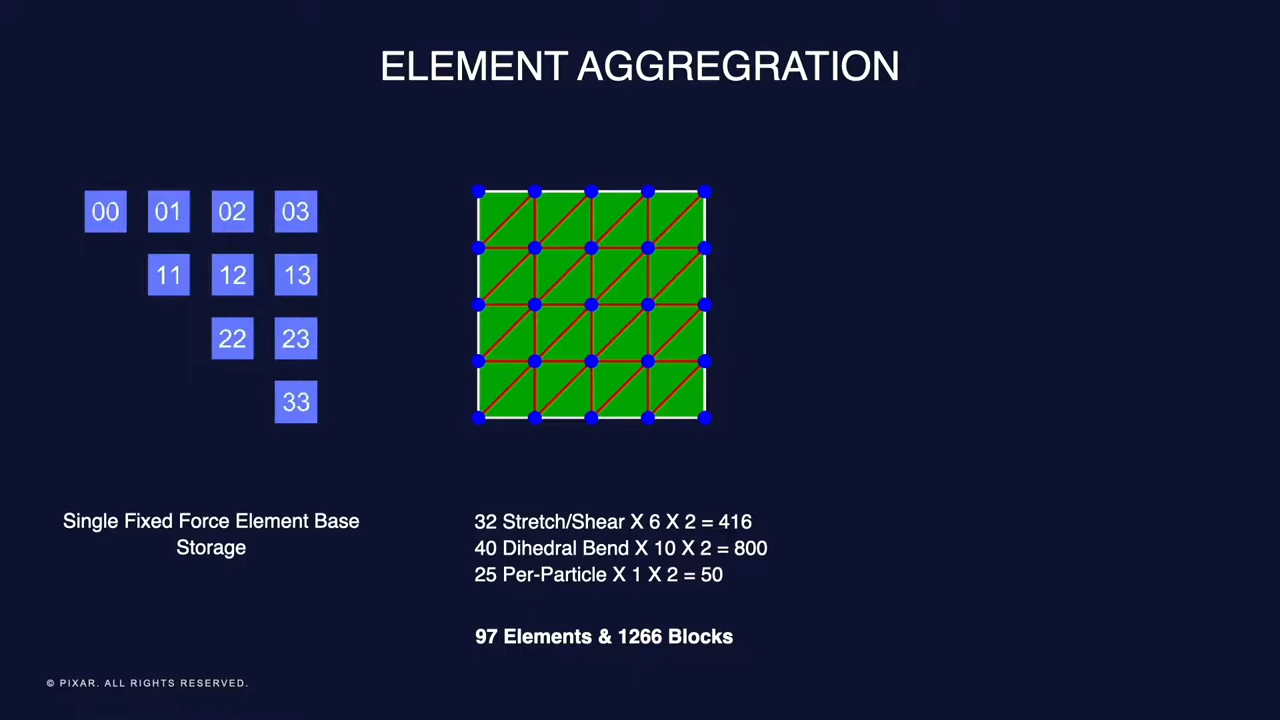 ELEMENT AGGREGRATION
00 01 02 03
11 12 13
22 23
33
Single Fixed Force Element Base
Storage
32 Stretch/Shear X 6 X 2 = 416
40 Dihedral Bend X 10 X 2 = 800
25 Per-Particle X 1 X 2 = 50
97 Elements & 1266 Blocks
© PIXAR. ALL RIGHTS RESERVED.